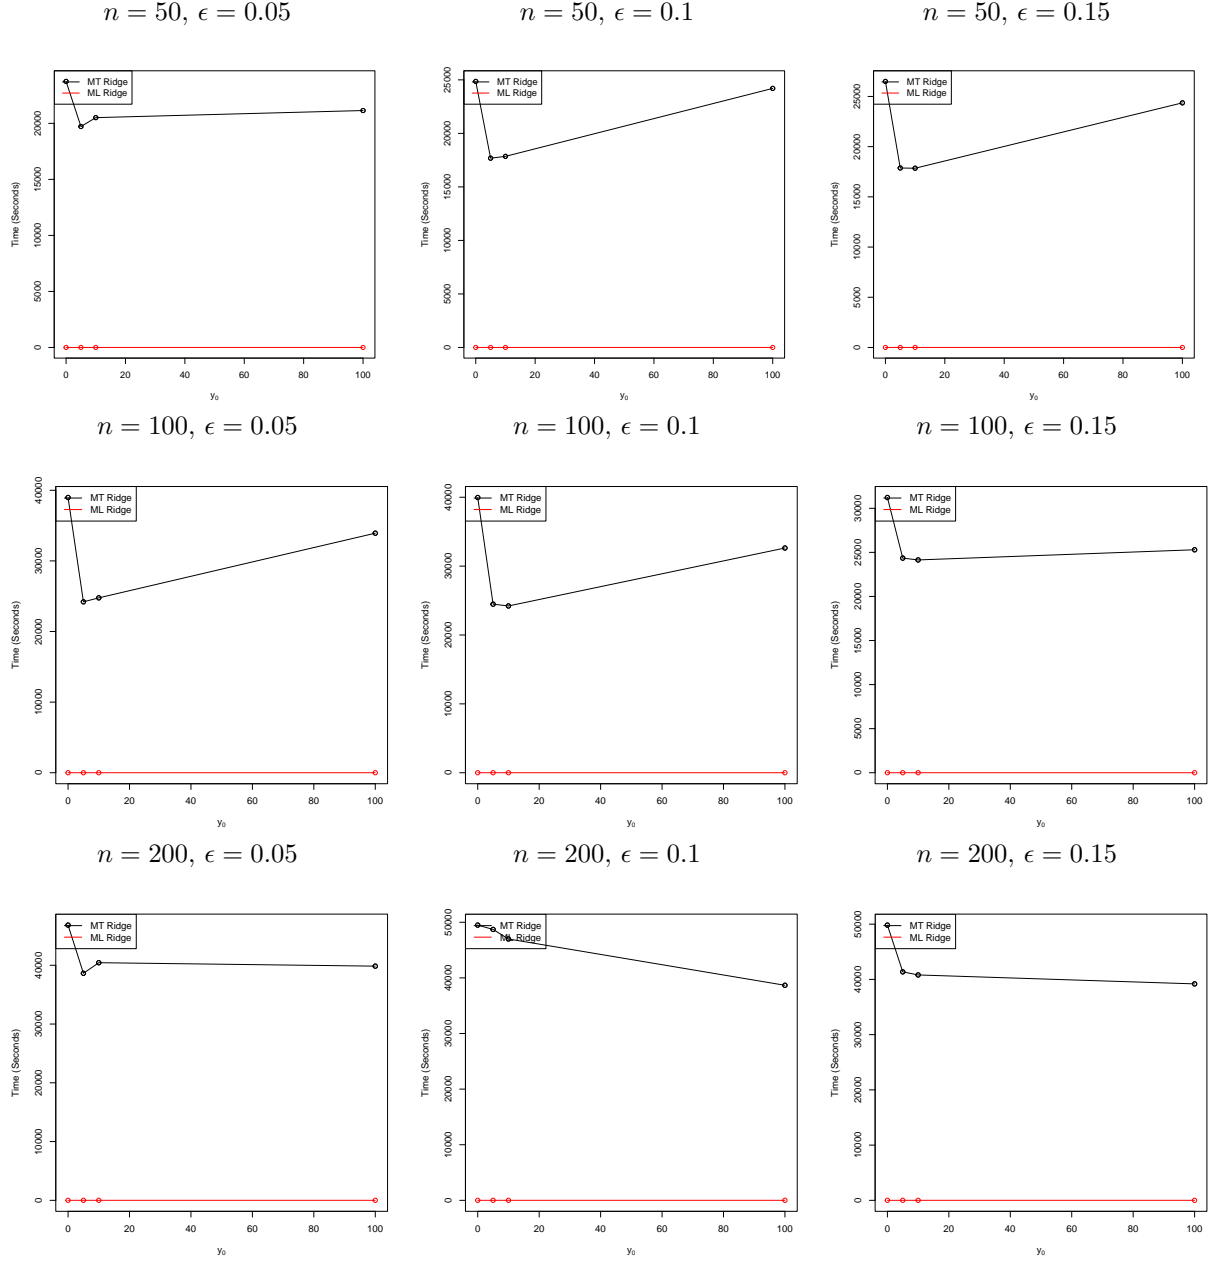 n = 50, ϵ = 0.05
MT Ridge
ML Ridge
Time (Seconds)
0 5000 10000 15000 20000
0 20 40 60 80 100
y₀
n = 50, ϵ = 0.1
MT Ridge
ML Ridge
Time (Seconds)
0 5000 10000 15000 20000 25000
0 20 40 60 80 100
y₀
n = 50, ϵ = 0.15
MT Ridge
ML Ridge
Time (Seconds)
0 5000 10000 15000 20000 25000
0 20 40 60 80 100
y₀
n = 100, ϵ = 0.05
MT Ridge
ML Ridge
Time (Seconds)
0 10000 20000 30000 40000
0 20 40 60 80 100
y₀
n = 100, ϵ = 0.1
MT Ridge
ML Ridge
Time (Seconds)
0 10000 20000 30000 40000
0 20 40 60 80 100
y₀
n = 100, ϵ = 0.15
MT Ridge
ML Ridge
Time (Seconds)
0 5000 10000 15000 20000 25000 30000
0 20 40 60 80 100
y₀
n = 200, ϵ = 0.05
MT Ridge
ML Ridge
Time (Seconds)
0 10000 20000 30000 40000
0 20 40 60 80 100
y₀
n = 200, ϵ = 0.1
MT Ridge
ML Ridge
Time (Seconds)
0 10000 20000 30000 40000 50000
0 20 40 60 80 100
y₀
n = 200, ϵ = 0.15
MT Ridge
ML Ridge
Time (Seconds)
0 10000 20000 30000 40000 50000
0 20 40 60 80 100
y₀